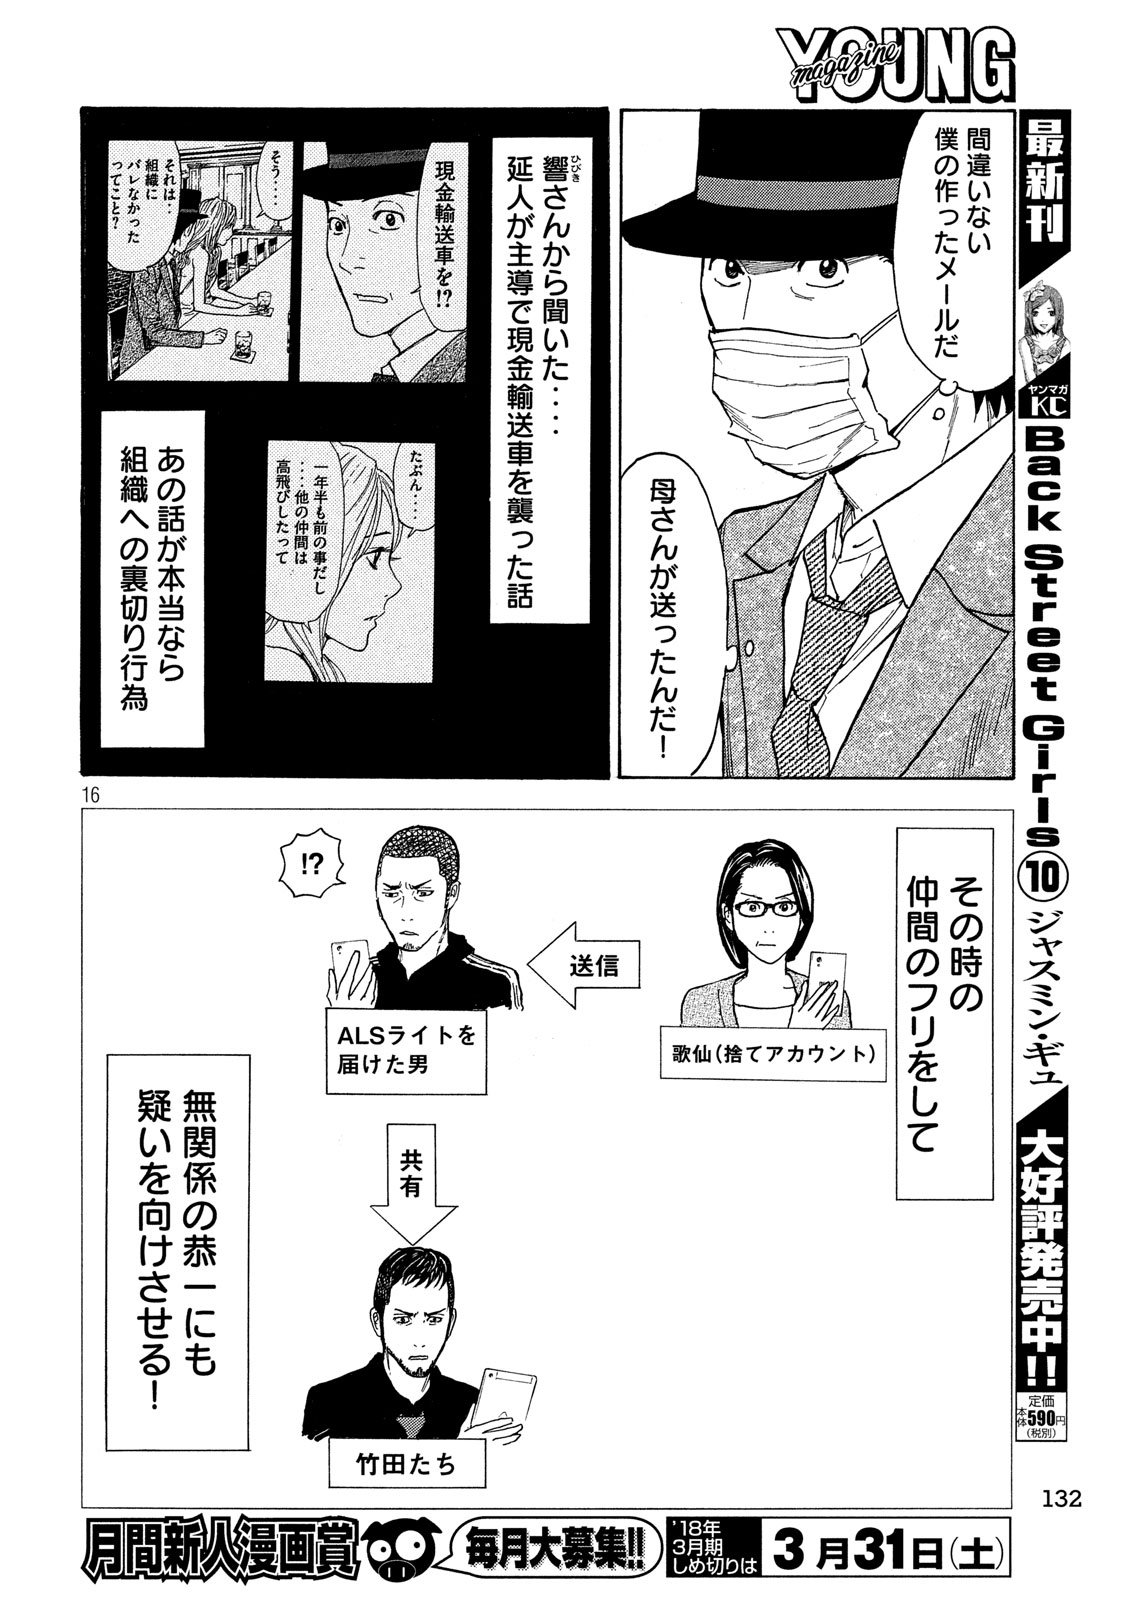 YOUNG
magazine
間違いない
僕の作ったメールだ
母さんが送ったんだ!
響さんから聞いた‥‥
ひびき
延人が主導で現金輸送車を襲った話
現金輸送車を!?
そう‥‥
それは‥‥
組織に
バレなかった
ってこと?
たぶん‥‥
一年半も前の事だし
‥‥他の仲間は
高飛びしたって
あの話が本当なら
組織への裏切り行為
16
その時の
仲間のフリをして
歌仙(捨てアカウント)
送信
!?
ALSライトを
届けた男
共有
竹田たち
無関係の恭一にも
疑いを向けさせる!
最新刊
ヤンマガ
KC
Back Street Girls⑩
ジャスミン・ギュ
大好評発売中!!
定価
本体590円
(税別)
132
月間新人漫画賞
毎月大募集!!
'18年
3月期
しめ切りは
3月31日(土)